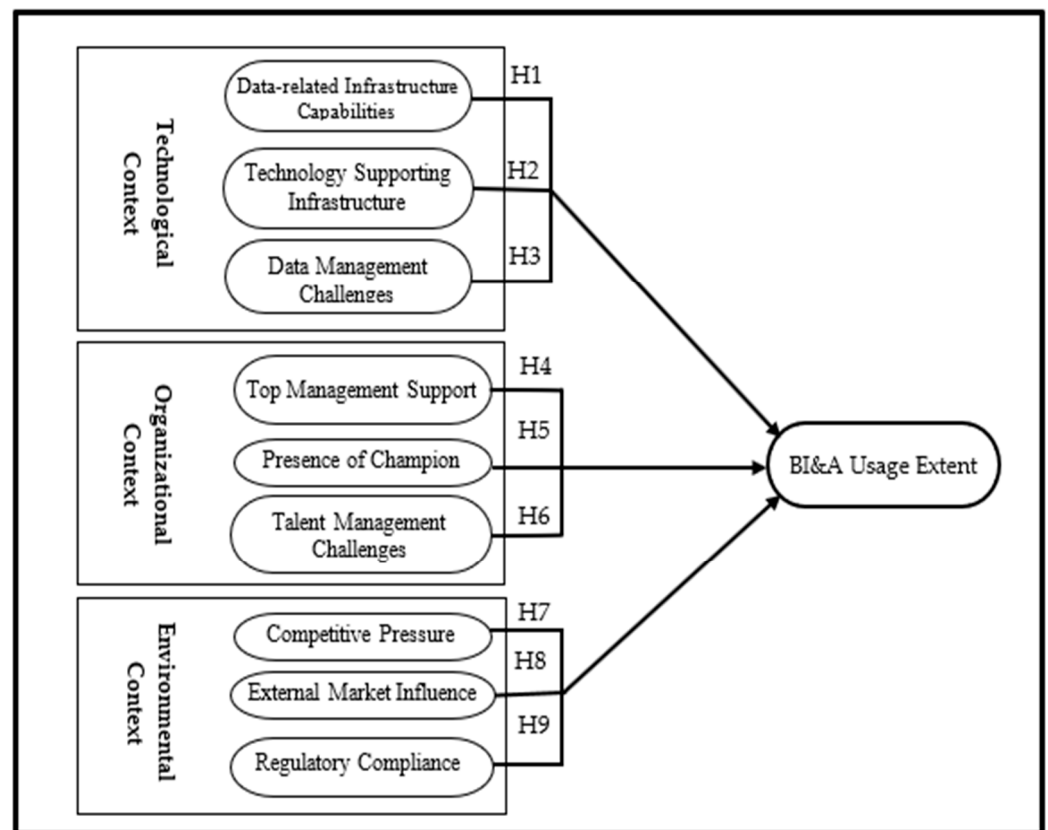 Technological
Context
Data-related Infrastructure
Capabilities
H1
Technology Supporting
Infrastructure
H2
Data Management
Challenges
H3
Organizational
Context
Top Management Support
H4
Presence of Champion
H5
Talent Management
Challenges
H6
Environmental
Context
Competitive Pressure
H7
External Market Influence
H8
Regulatory Compliance
H9
BI&A Usage Extent